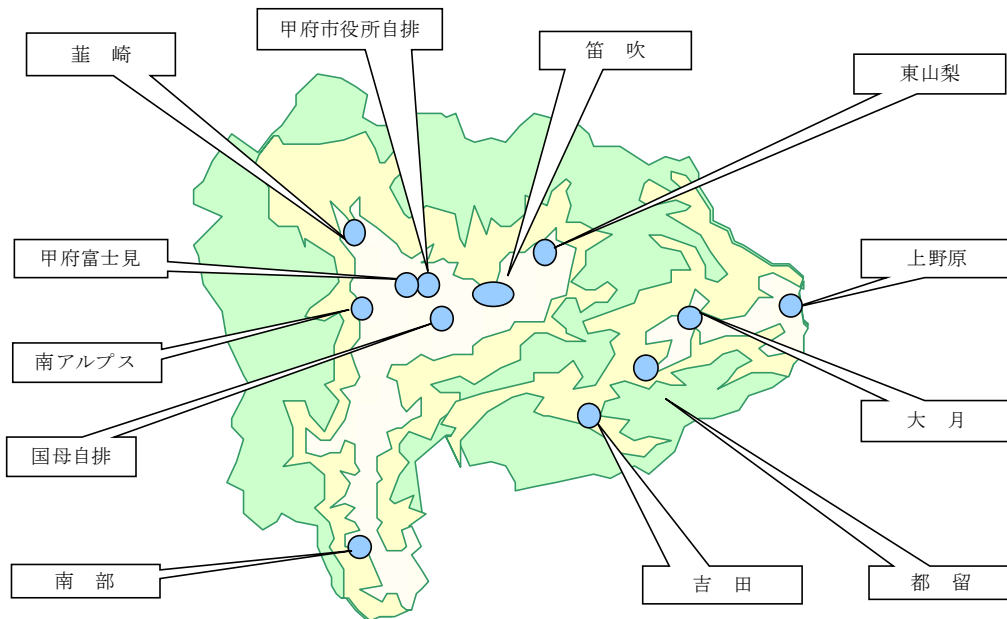 甲府市役所自排
韮　崎
笛　吹
東山梨
甲府富士見
上野原
南アルプス
大　月
国母自排
南　部
吉　田
都　留